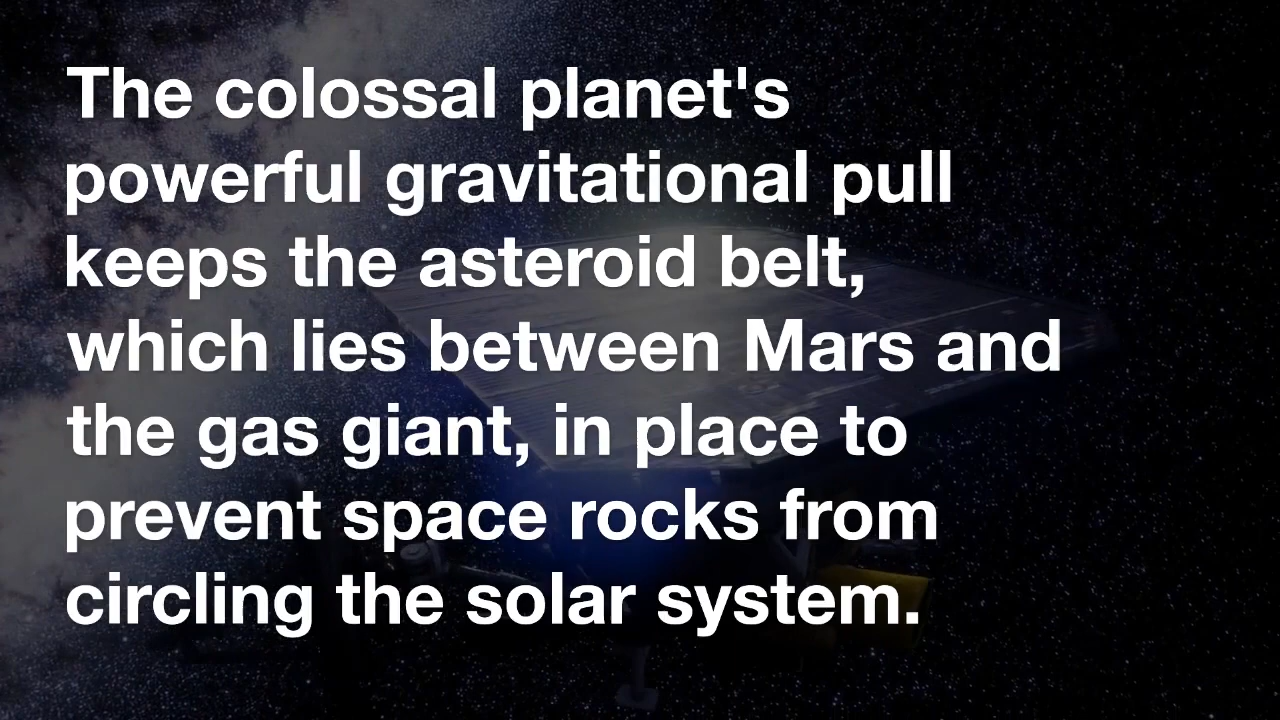 The colossal planet's
powerful gravitational pull
keeps the asteroid belt,
which lies between Mars and
the gas giant, in place to
prevent space rocks from
circling the solar system.